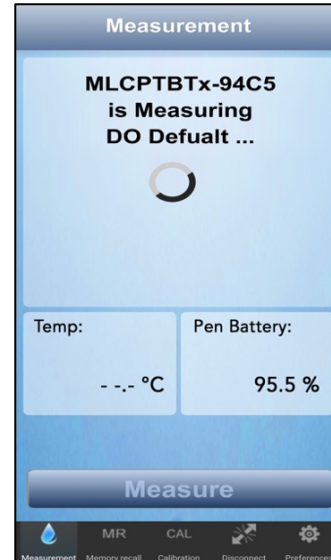 Measurement
MLCPTBTx-94C5
is Measuring
DO Defualt ...
Temp:
Pen Battery:
- -.- °C
95.5 %
Measure
MR
CAL
Measurement
Memory recall
Calibration
Disconnect
Preferences